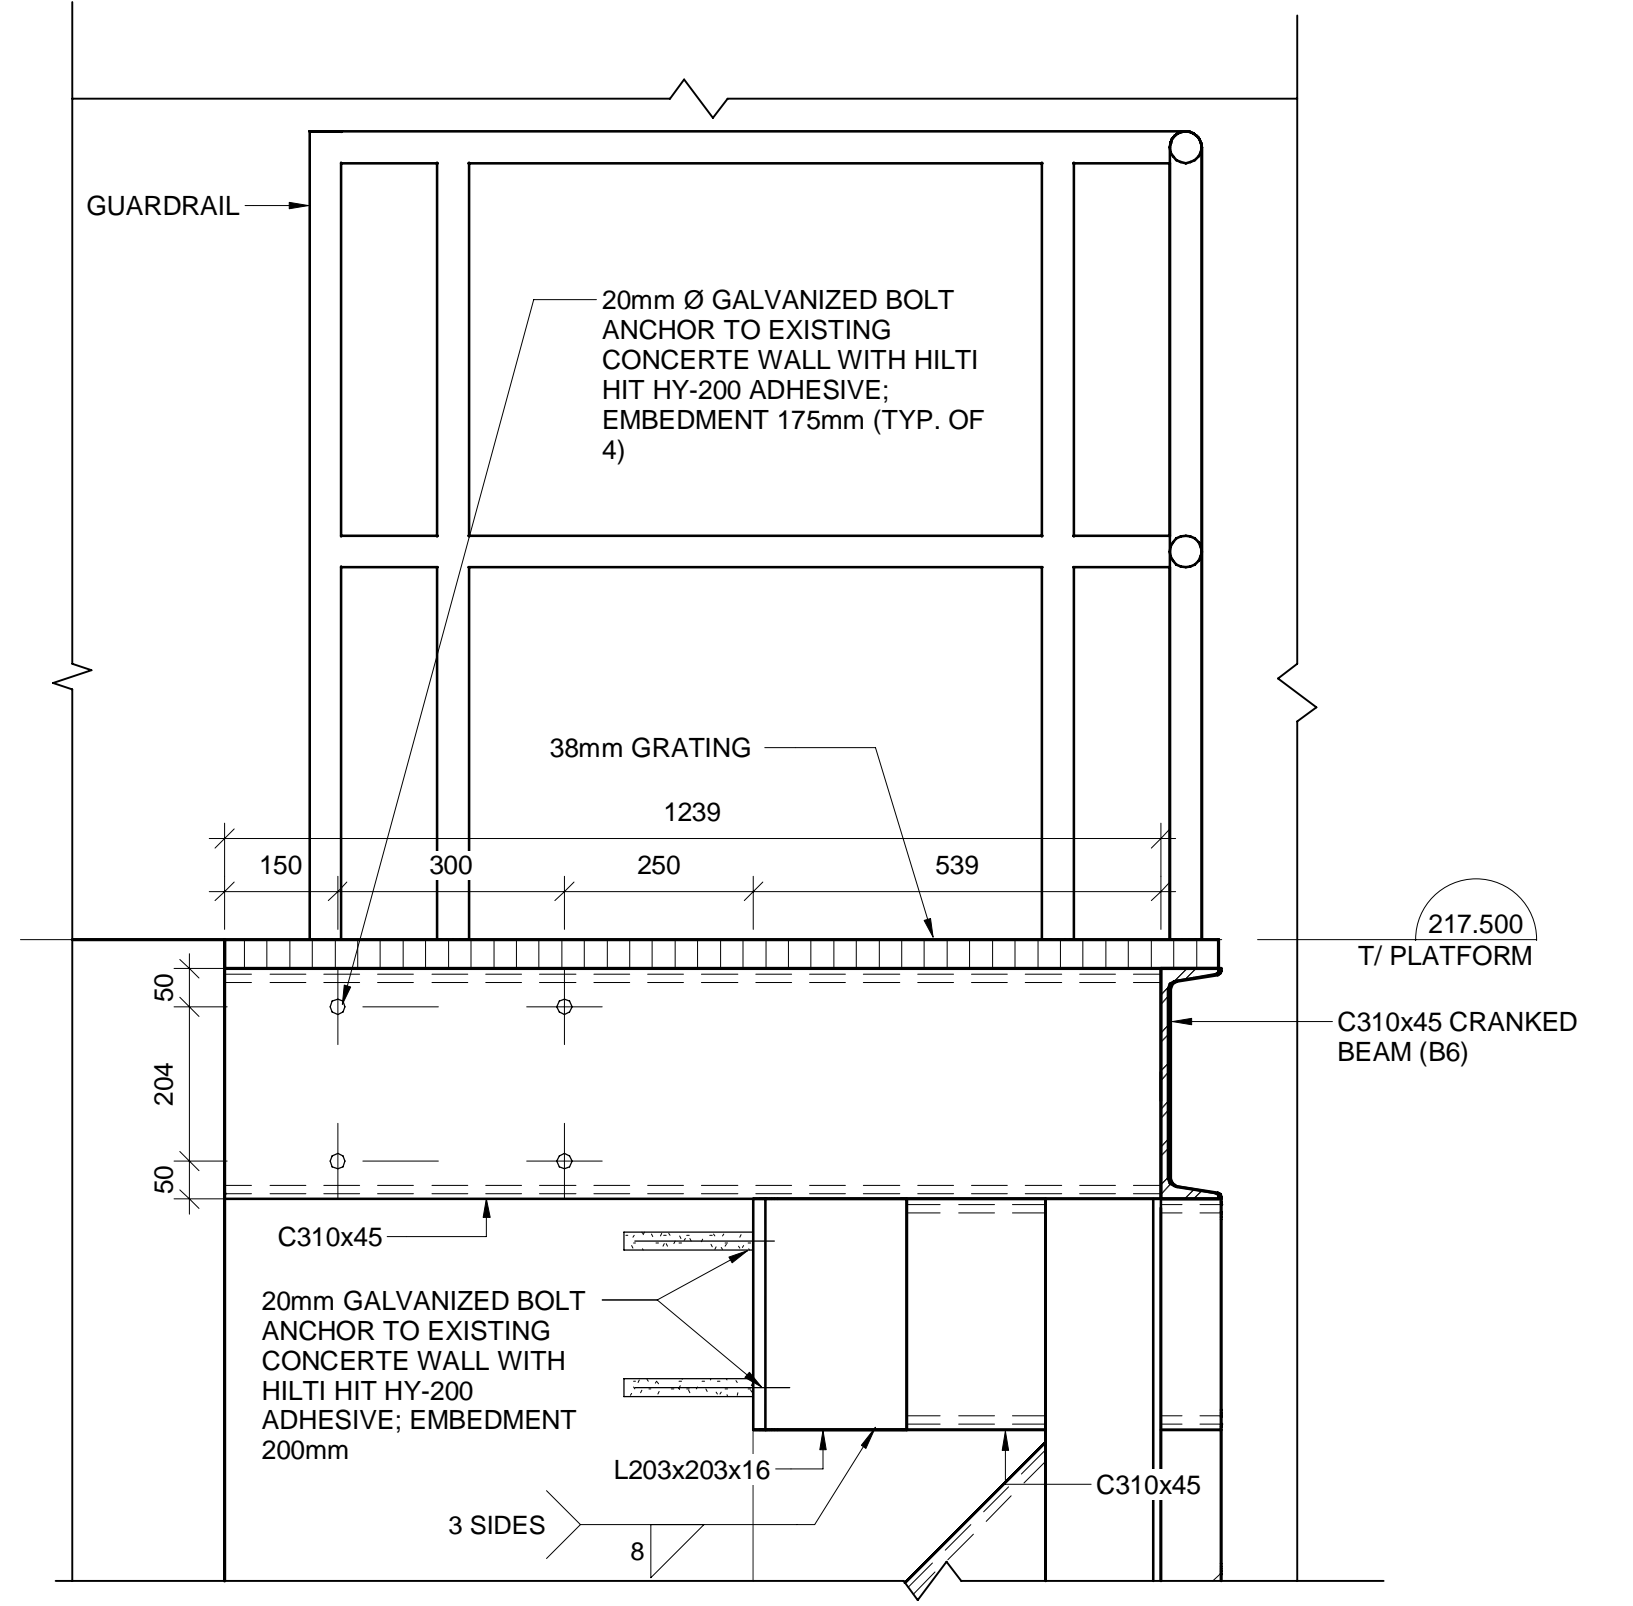 GUARDRAIL
20mm Ø GALVANIZED BOLT
ANCHOR TO EXISTING
CONCERTE WALL WITH HILTI
HIT HY-200 ADHESIVE;
EMBEDMENT 175mm (TYP. OF
4)
38mm GRATING
1239
150 300 250 539
217.500
T/ PLATFORM
50
204
50
C310x45 CRANKED
BEAM (B6)
C310x45
20mm GALVANIZED BOLT
ANCHOR TO EXISTING
CONCERTE WALL WITH
HILTI HIT HY-200
ADHESIVE; EMBEDMENT
200mm
L203x203x16
C310x45
3 SIDES
8